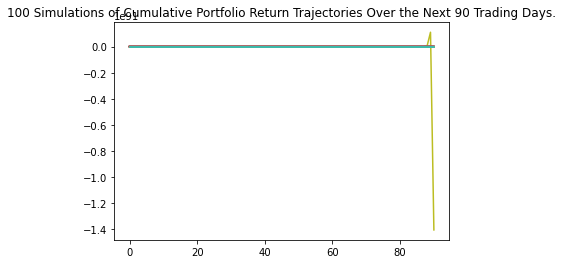 100 Simulations of Cumulative Portfolio Return Trajectories Over the Next 90 Trading Days.
1e91
0.0
−0.2
−0.4
−0.6
−0.8
−1.0
−1.2
−1.4
0 20 40 60 80